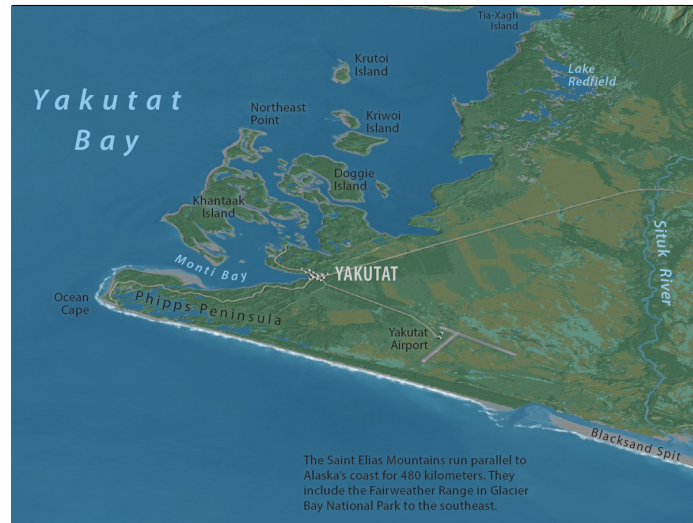 Tia-Xagh
Island
Krutoi
Island
Lake
Redfield
Yakutat
Bay
Northeast
Point
Kriwoi
Island
Doggie
Island
Khantaak
Island
Situk River
Monti Bay
YAKUTAT
Ocean
Cape
Phipps Peninsula
Yakutat
Airport
Blacksand Spit
The Saint Elias Mountains run parallel to
Alaska's coast for 480 kilometers. They
include the Fairweather Range in Glacier
Bay National Park to the southeast.